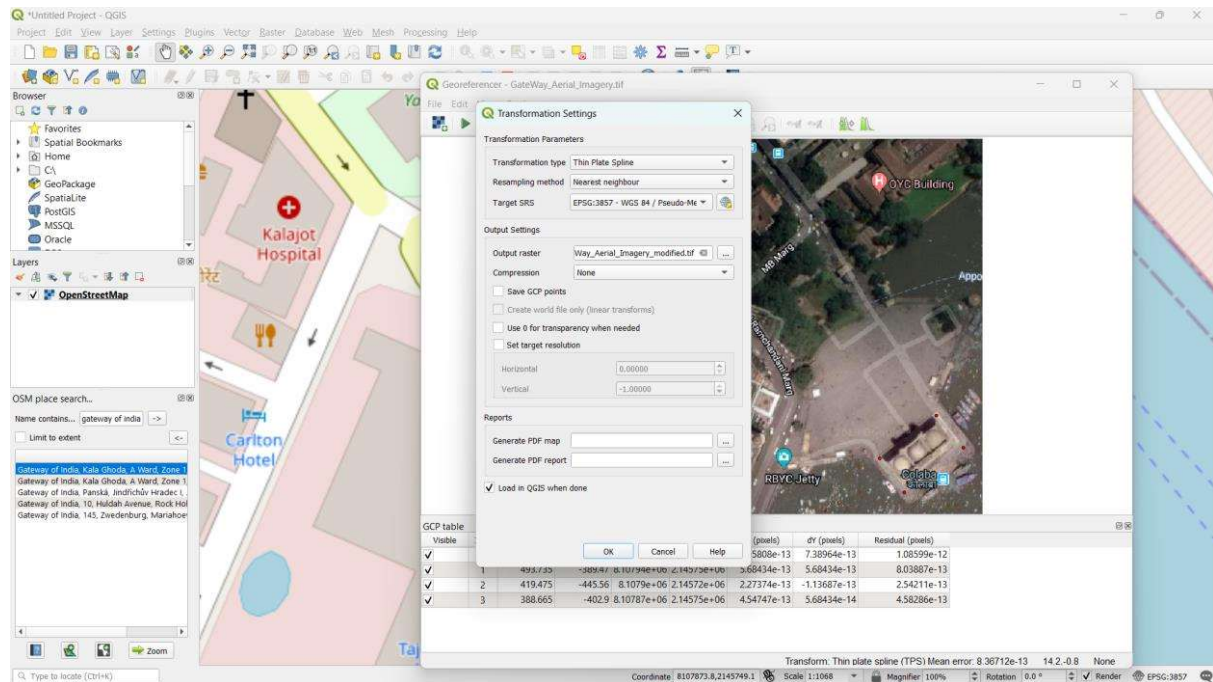 *Untitled Project - QGIS
Project Edit View Layer Settings Plugins Vector Raster Database Web Mesh Processing Help
Browser
Favorites
Spatial Bookmarks
Home
C:\
GeoPackage
SpatiaLite
PostGIS
MSSQL
Oracle
Layers
OpenStreetMap
OSM place search...
Name contains... gateway of india ->
Limit to extent <-
Gateway of India, Kala Ghoda, A Ward, Zone 1
Gateway of India, Kala Ghoda, A Ward, Zone 1
Gateway of India, Panská, Jindřichův Hradec I,
Gateway of India, 10, Huldah Avenue, Rock Hol
Gateway of India, 145, Zwedenburg, Mariahoe
Zoom
Kalajot
Hospital
Carlton
Hotel
Taj
Ya
Georeferencer - GateWay_Aerial_Imagery.tif
File Edit
Transformation Settings
Transformation Parameters
Transformation type Thin Plate Spline
Resampling method Nearest neighbour
Target SRS EPSG:3857 - WGS 84 / Pseudo-Me
Output Settings
Output raster Way_Aerial_Imagery_modified.tif ...
Compression None
Save GCP points
Create world file only (linear transforms)
Use 0 for transparency when needed
Set target resolution
Horizontal 0.00000
Vertical -1.00000
Reports
Generate PDF map ...
Generate PDF report ...
Load in QGIS when done
OK Cancel Help
OYC Building
MB Marg
Appo
Ramchandani Marg
RBYC Jetty
Colaba
GCP table
Visible (pixels) dY (pixels) Residual (pixels)
5808e-13 7.38964e-13 1.08599e-12
1 493.735 -389.47 8.10794e+06 2.14575e+06 5.68434e-13 5.68434e-13 8.03887e-13
2 419.475 -445.56 8.1079e+06 2.14572e+06 2.27374e-13 -1.13687e-13 2.54211e-13
3 388.665 -402.9 8.10787e+06 2.14575e+06 4.54747e-13 5.68434e-14 4.58286e-13
Transform: Thin plate spline (TPS) Mean error: 8.36712e-13 14.2,-0.8 None
Type to locate (Ctrl+K) Coordinate 8107873.8,2145749.1 Scale 1:1068 Magnifier 100% Rotation 0.0 ° Render EPSG:3857